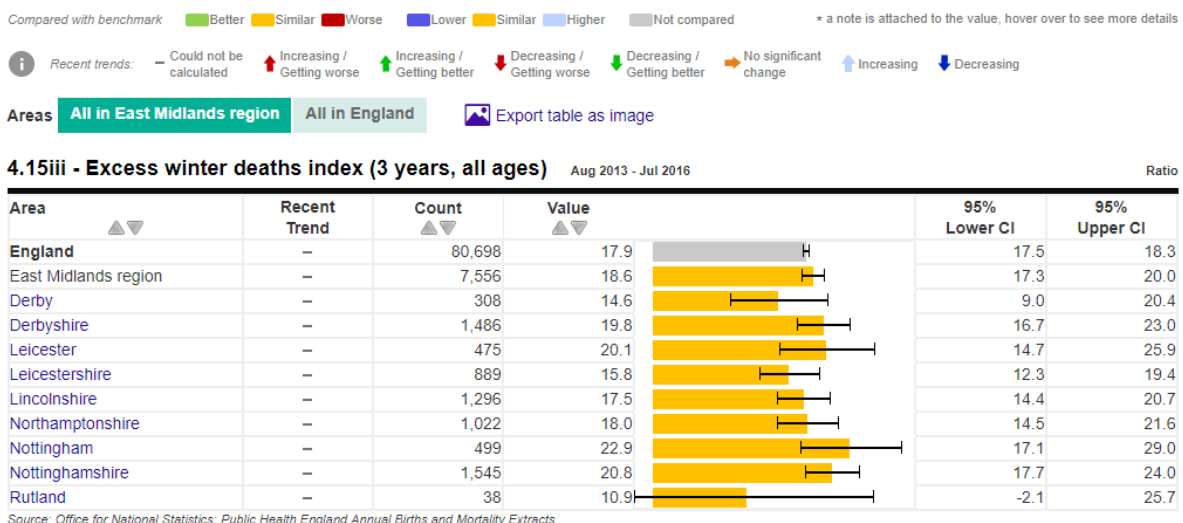 Compared with benchmark Better Similar Worse Lower Similar Higher Not compared * a note is attached to the value, hover over to see more details
i Recent trends: – Could not be calculated Increasing / Getting worse Increasing / Getting better Decreasing / Getting worse Decreasing / Getting better No significant change Increasing Decreasing
Areas All in East Midlands region All in England Export table as image
4.15iii - Excess winter deaths index (3 years, all ages) Aug 2013 - Jul 2016 Ratio
Area Recent Trend Count Value 95% Lower CI 95% Upper CI
England – 80,698 17.9 17.5 18.3
East Midlands region – 7,556 18.6 17.3 20.0
Derby – 308 14.6 9.0 20.4
Derbyshire – 1,486 19.8 16.7 23.0
Leicester – 475 20.1 14.7 25.9
Leicestershire – 889 15.8 12.3 19.4
Lincolnshire – 1,296 17.5 14.4 20.7
Northamptonshire – 1,022 18.0 14.5 21.6
Nottingham – 499 22.9 17.1 29.0
Nottinghamshire – 1,545 20.8 17.7 24.0
Rutland – 38 10.9 -2.1 25.7
Source: Office for National Statistics: Public Health England Annual Births and Mortality Extracts